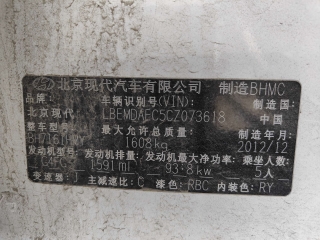 北京现代汽车有限公司 制造BHMC
品牌: 车辆识别号(VIN): 制造国:
北京现代 LBEMDAEC5CZ073618 中国
整车型号: 最大允许总质量: 制造年月:
1608kg 2012/12
发动机型号: 发动机排量: 发动机最大净功率: 乘坐人数:
G4FC 1591ml 93.8kw 5人
变速器: J 主减速比: C 漆色: RBC 内装色: RY